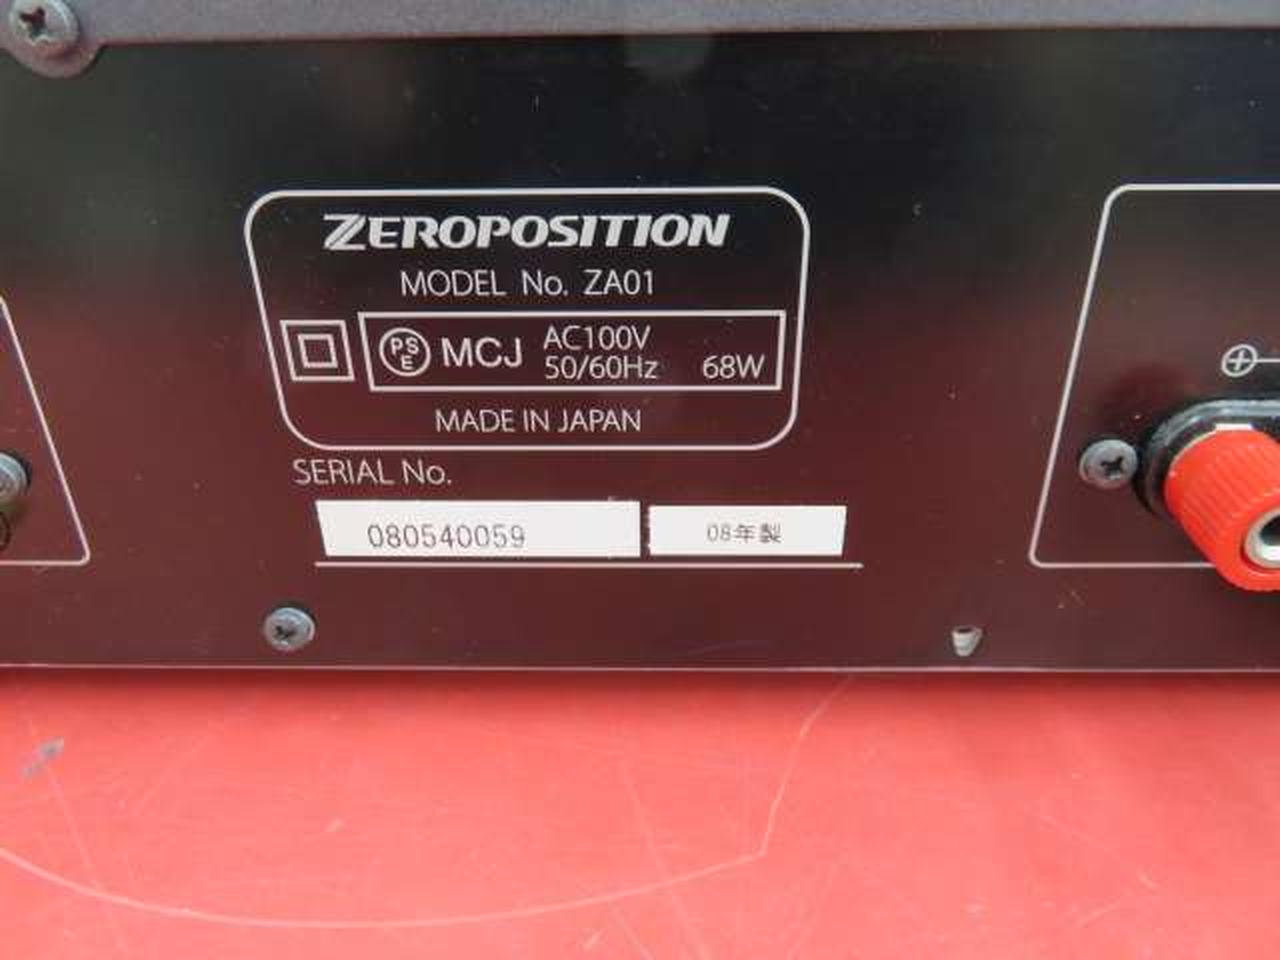 ZEROPOSITION
MODEL No. ZA01
PSE MCJ AC100V
50/60Hz 68W
MADE IN JAPAN
SERIAL No.
080540059 08年製